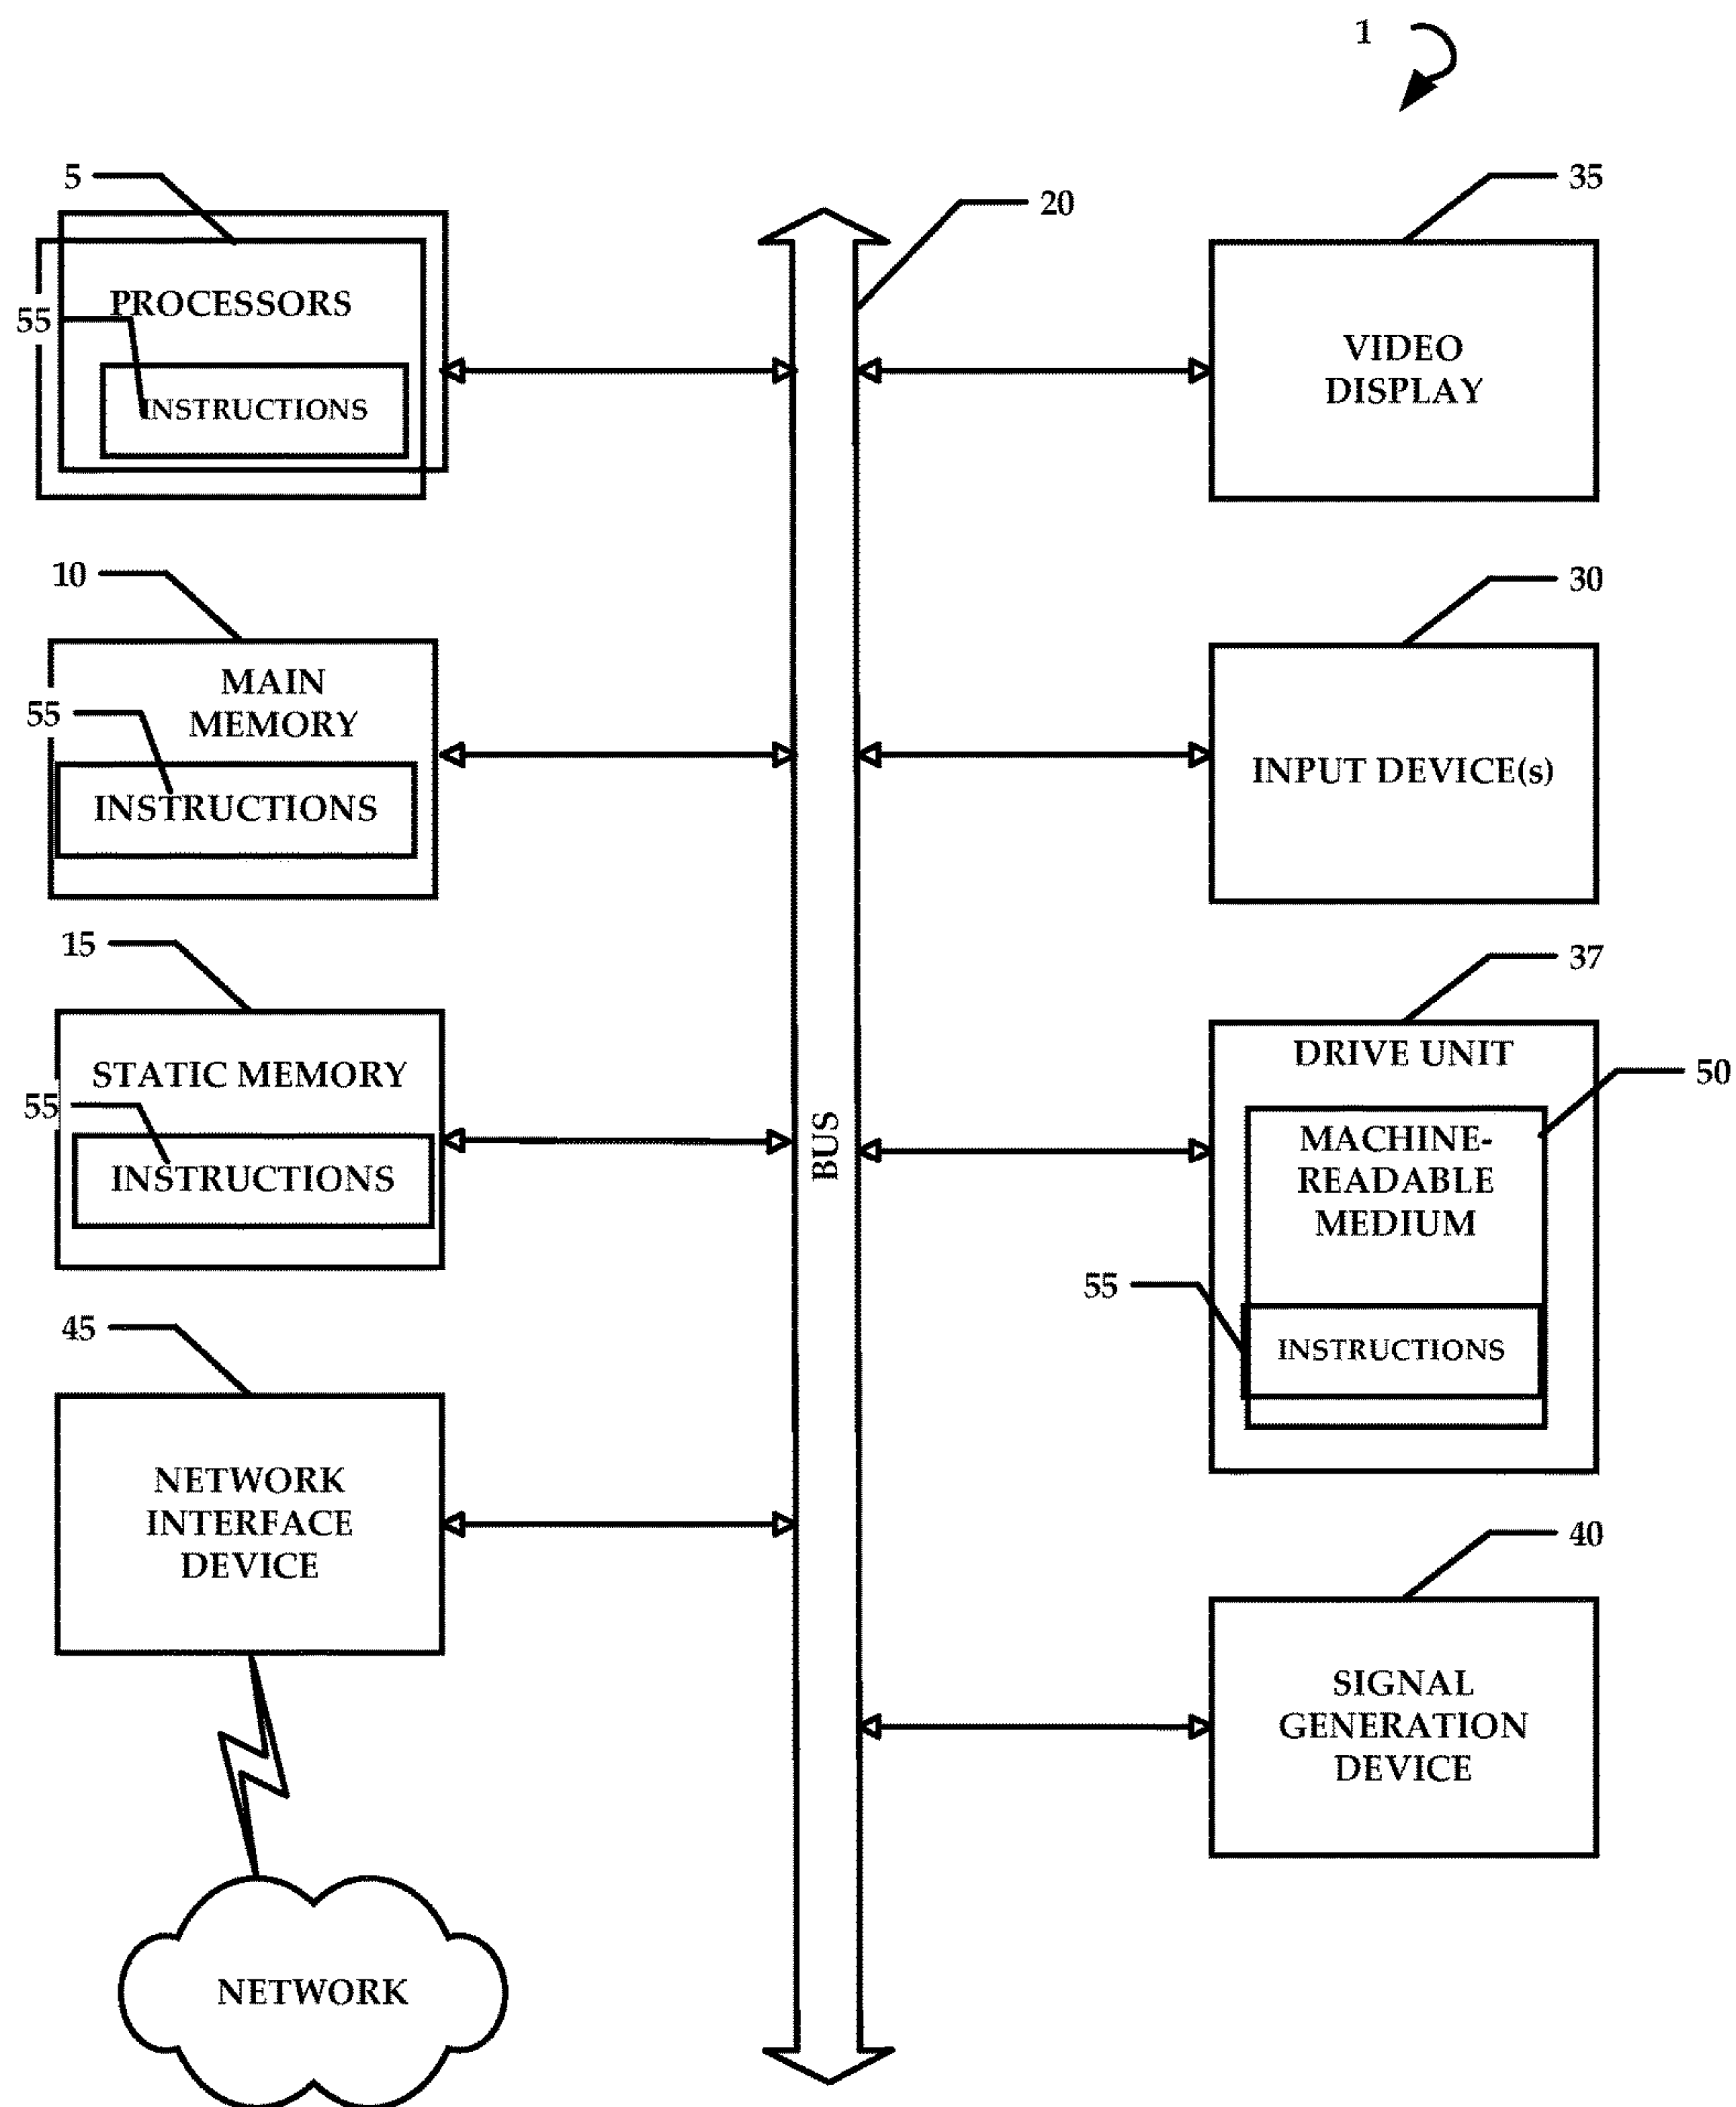 1
5
PROCESSORS
55
INSTRUCTIONS
10
MAIN
MEMORY
55
INSTRUCTIONS
15
STATIC MEMORY
55
INSTRUCTIONS
45
NETWORK
INTERFACE
DEVICE
NETWORK
20
BUS
35
VIDEO
DISPLAY
30
INPUT DEVICE(s)
37
DRIVE UNIT
50
MACHINE-
READABLE
MEDIUM
55
INSTRUCTIONS
40
SIGNAL
GENERATION
DEVICE